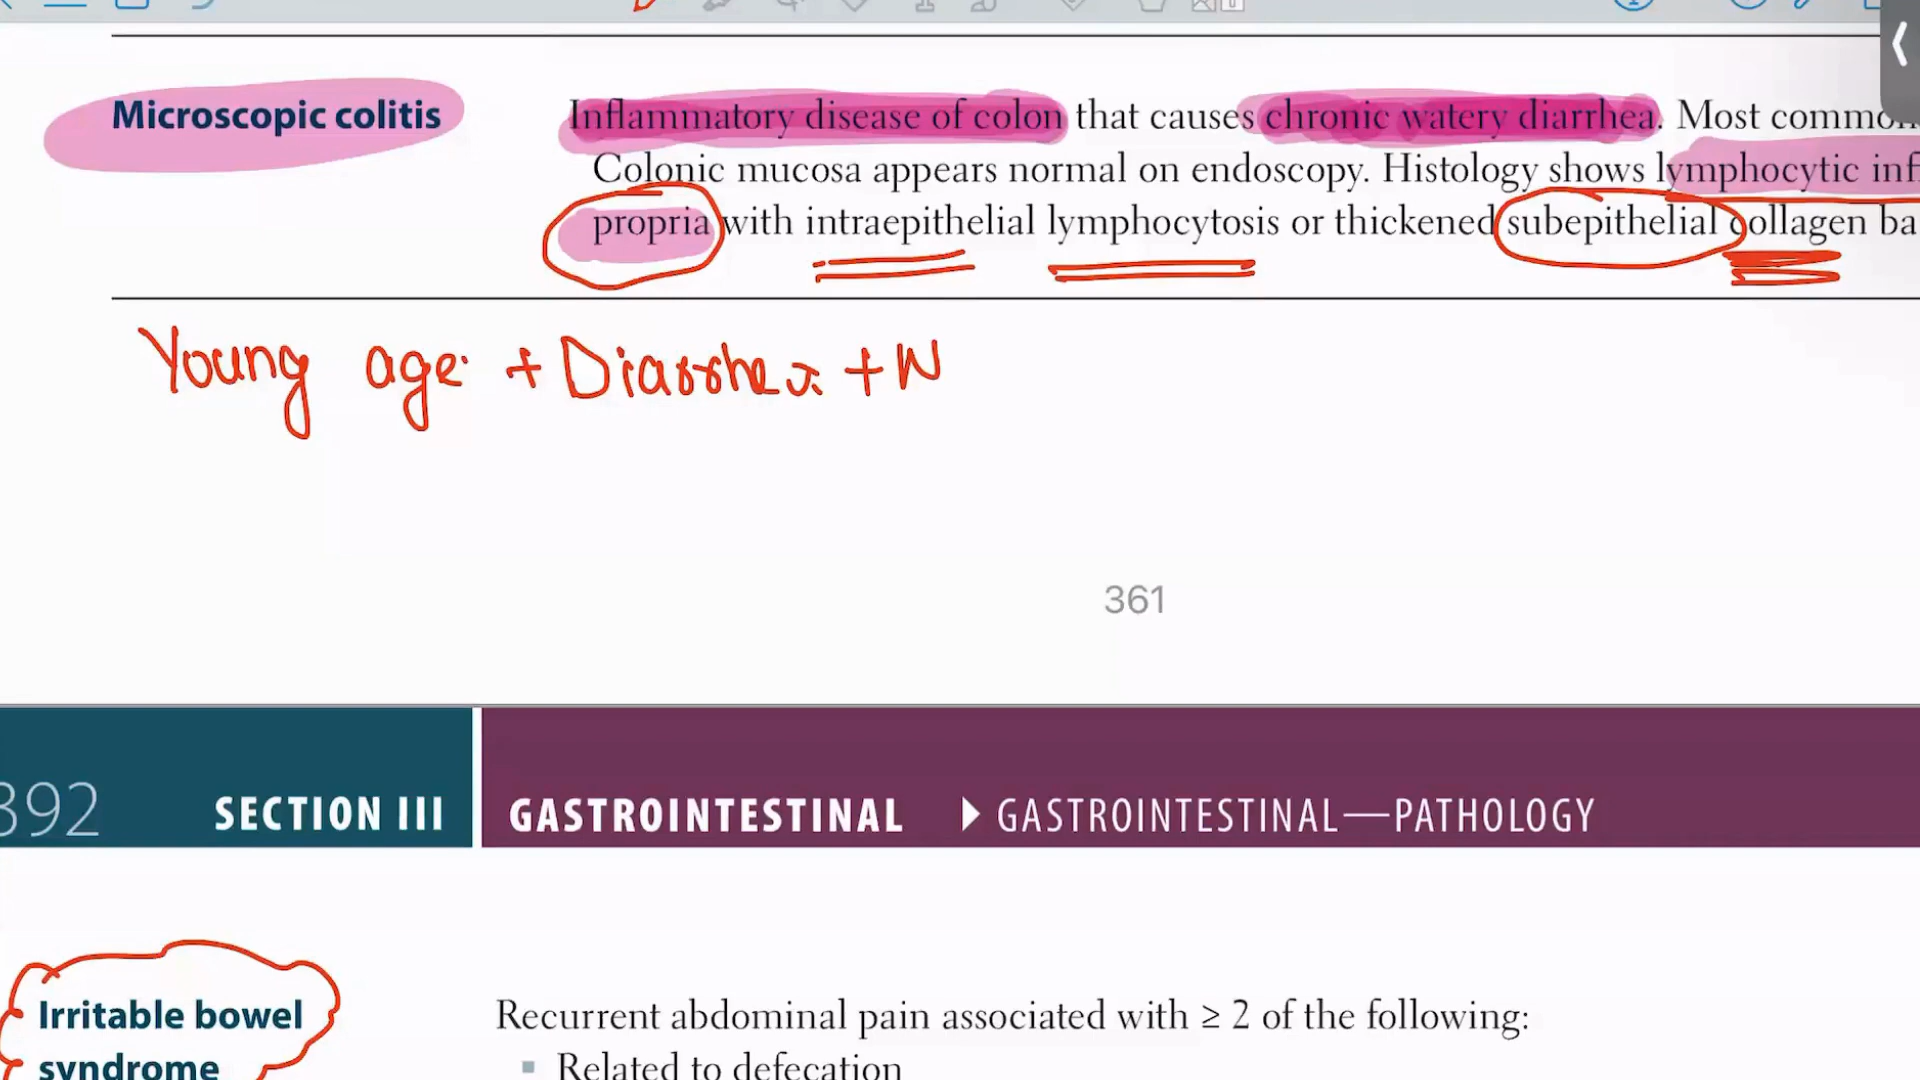 Microscopic colitis
Inflammatory disease of colon that causes chronic watery diarrhea. Most common
Colonic mucosa appears normal on endoscopy. Histology shows lymphocytic inf
propria with intraepithelial lymphocytosis or thickened subepithelial collagen ba
Young age + Diarrhea + N
361
392 SECTION III GASTROINTESTINAL ▶ GASTROINTESTINAL—PATHOLOGY
Irritable bowel
syndrome
Recurrent abdominal pain associated with ≥ 2 of the following:
▪ Related to defecation